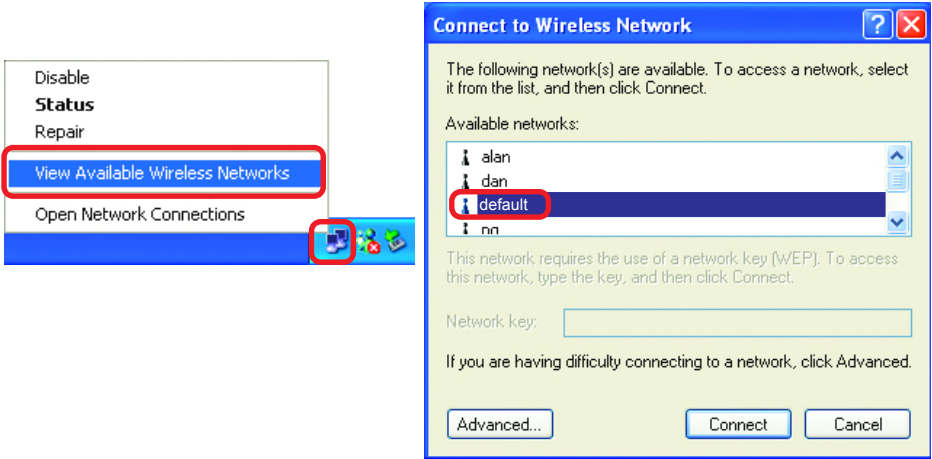 Disable
Status
Repair
View Available Wireless Networks
Open Network Connections
Connect to Wireless Network
The following network(s) are available. To access a network, select
it from the list, and then click Connect.
Available networks:
alan
dan
default
This network requires the use of a network key (WEP). To access
this network, type the key, and then click Connect.
Network key:
If you are having difficulty connecting to a network, click Advanced.
Advanced...
Connect
Cancel